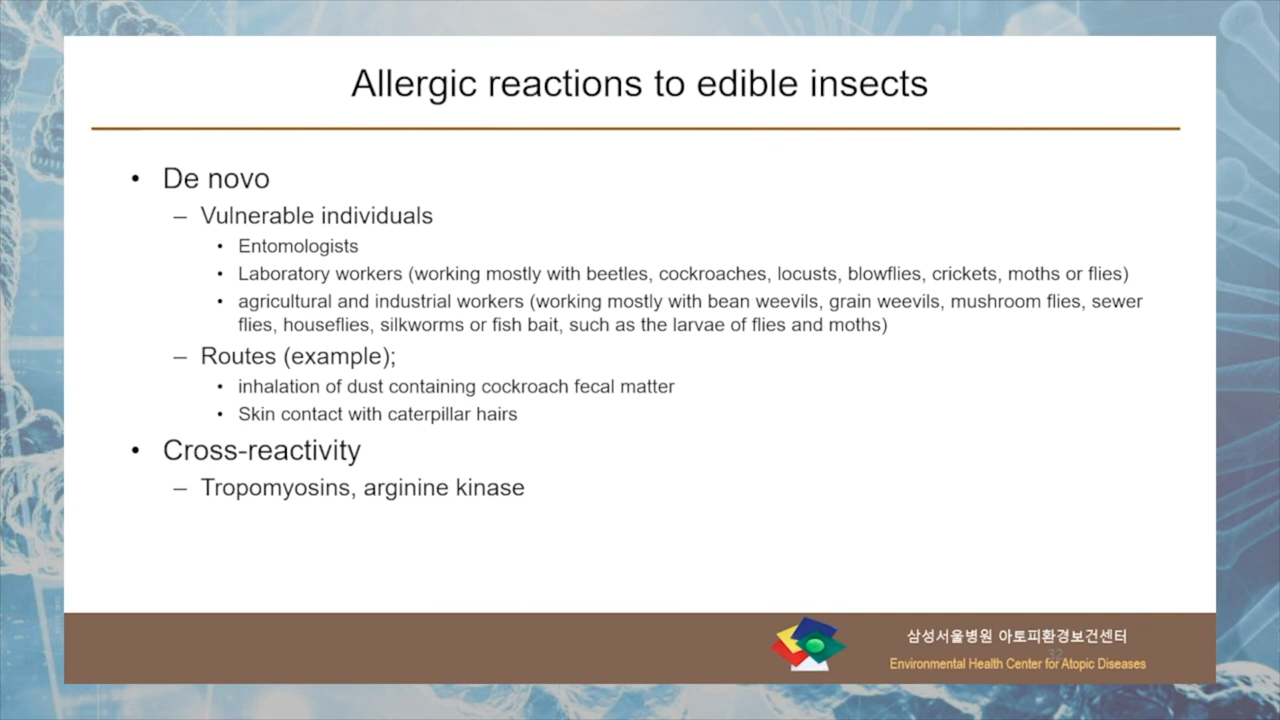 Allergic reactions to edible insects
• De novo
– Vulnerable individuals
• Entomologists
• Laboratory workers (working mostly with beetles, cockroaches, locusts, blowflies, crickets, moths or flies)
• agricultural and industrial workers (working mostly with bean weevils, grain weevils, mushroom flies, sewer
flies, houseflies, silkworms or fish bait, such as the larvae of flies and moths)
– Routes (example);
• inhalation of dust containing cockroach fecal matter
• Skin contact with caterpillar hairs
• Cross-reactivity
– Tropomyosins, arginine kinase
삼성서울병원 아토피환경보건센터
32
Environmental Health Center for Atopic Diseases